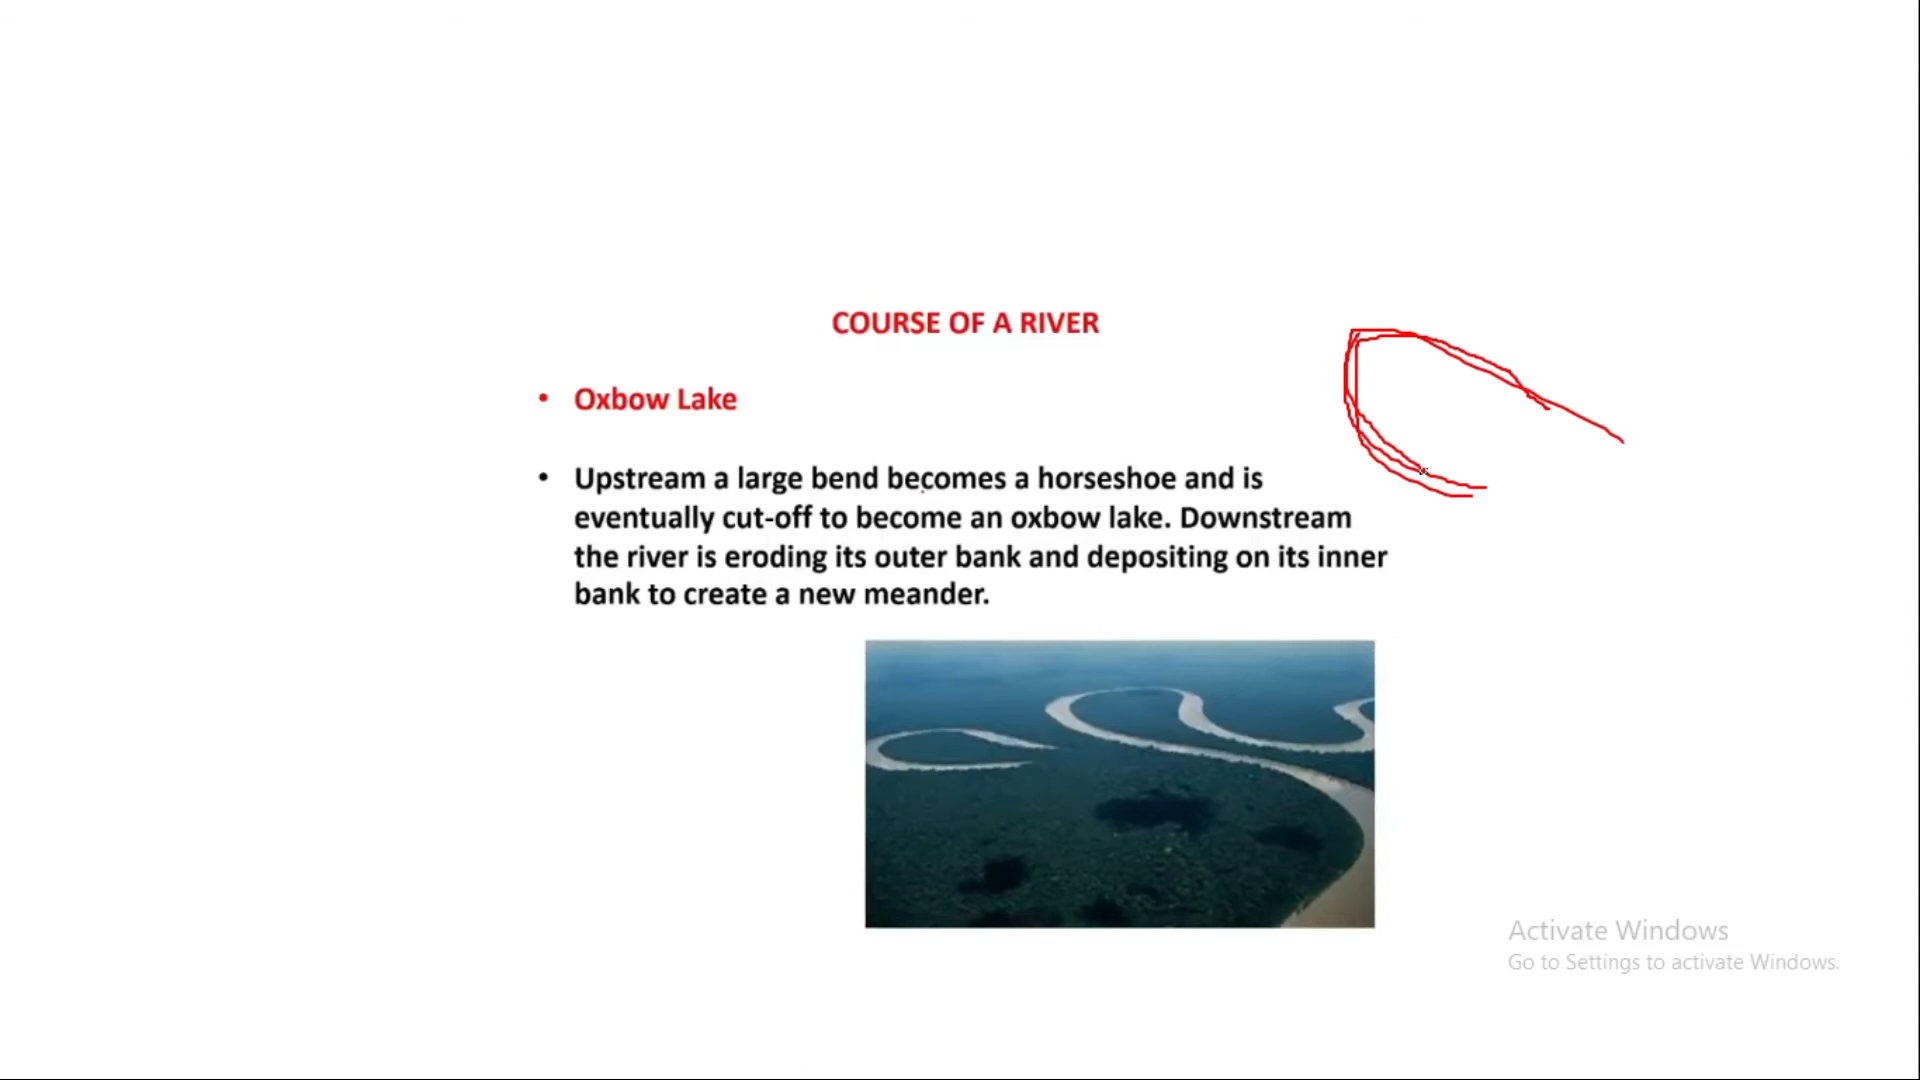 COURSE OF A RIVER
• Oxbow Lake
• Upstream a large bend becomes a horseshoe and is
eventually cut-off to become an oxbow lake. Downstream
the river is eroding its outer bank and depositing on its inner
bank to create a new meander.
Activate Windows
Go to Settings to activate Windows.